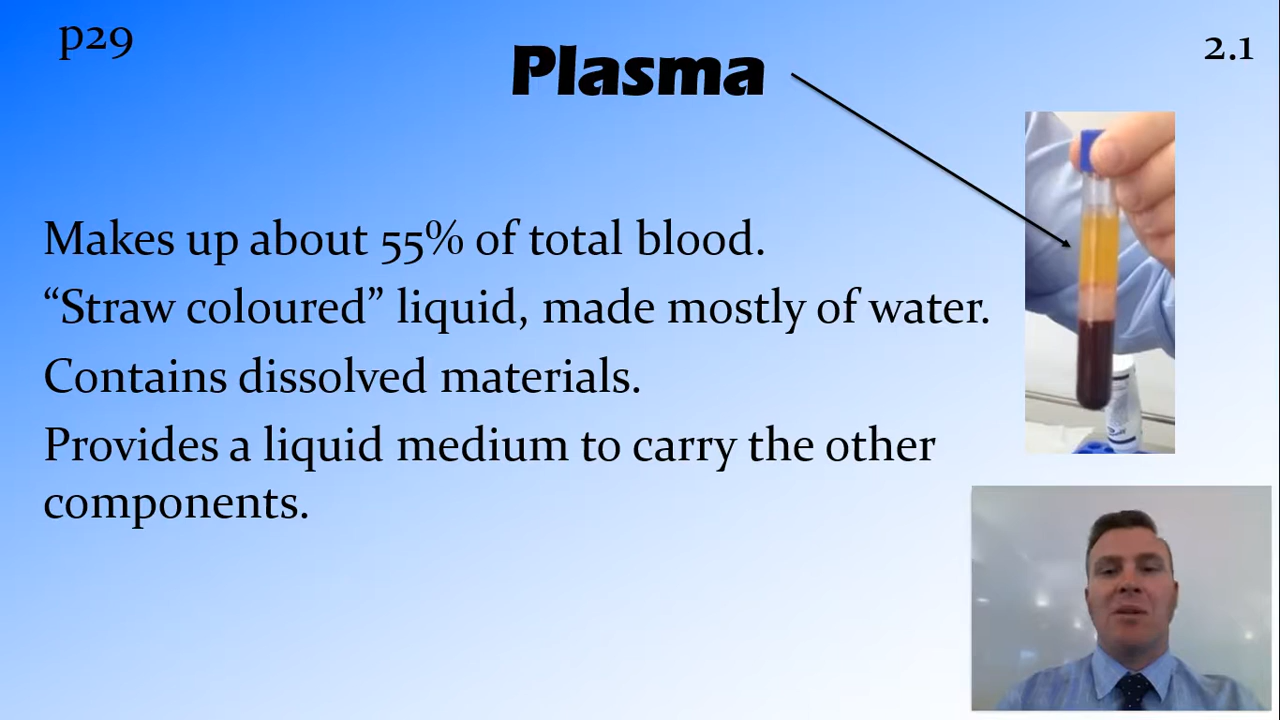 p29
2.1
Plasma
Makes up about 55% of total blood.
“Straw coloured” liquid, made mostly of water.
Contains dissolved materials.
Provides a liquid medium to carry the other
components.